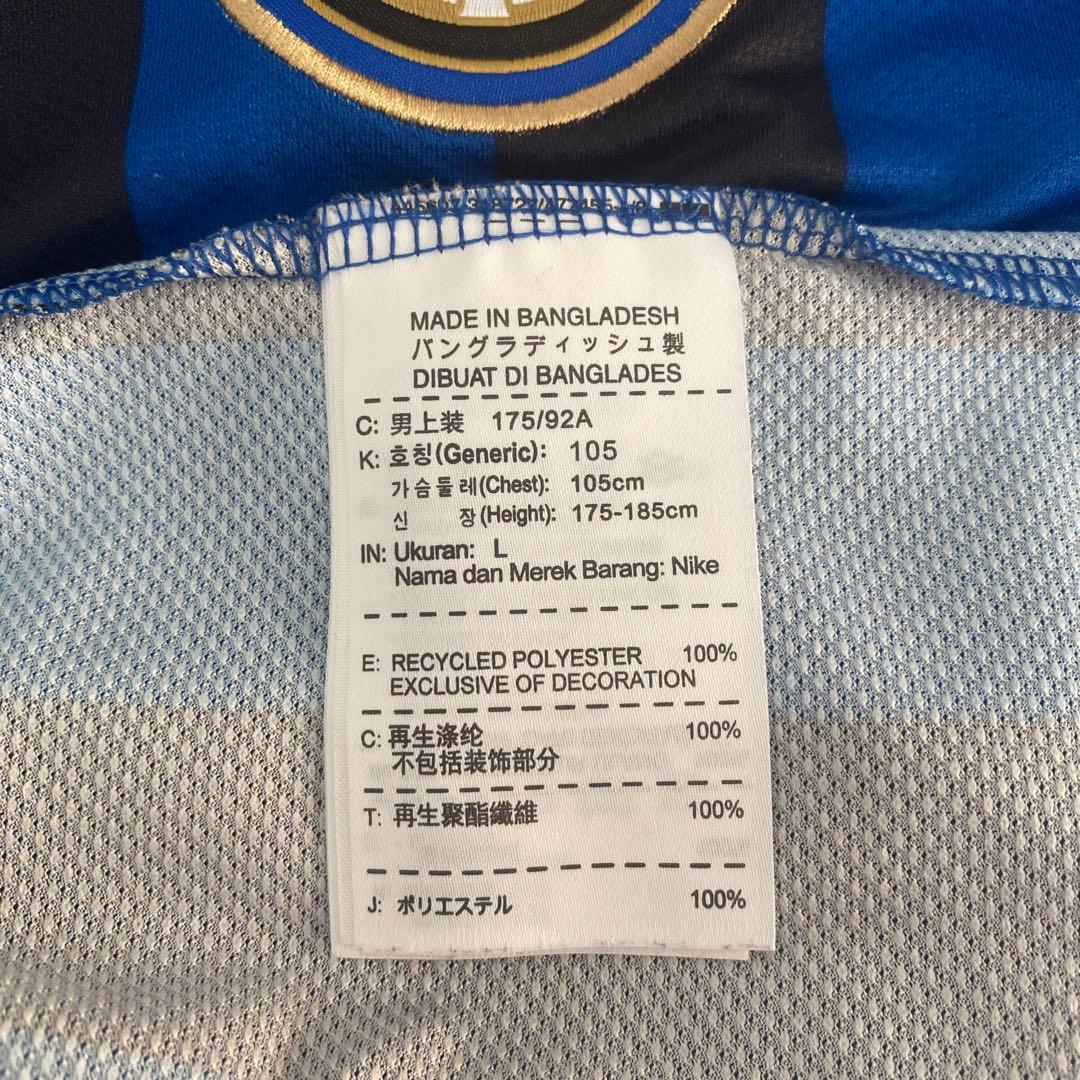 MADE IN BANGLADESH
バングラディッシュ製
DIBUAT DI BANGLADES
C: 男上装 175/92A
K: 호칭(Generic): 105
가슴둘레(Chest): 105cm
신 장(Height): 175-185cm
IN: Ukuran: L
Nama dan Merek Barang: Nike
E: RECYCLED POLYESTER 100%
EXCLUSIVE OF DECORATION
C: 再生涤纶 100%
不包括装饰部分
T: 再生聚酯纖維 100%
J: ポリエステル 100%